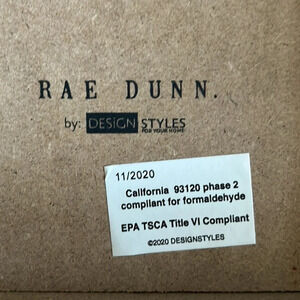 RAE DUNN.
by: DESiGN STYLES
FOR YOUR HOME
11/2020
California 93120 phase 2
compliant for formaldehyde
EPA TSCA Title VI Compliant
©2020 DESIGNSTYLES